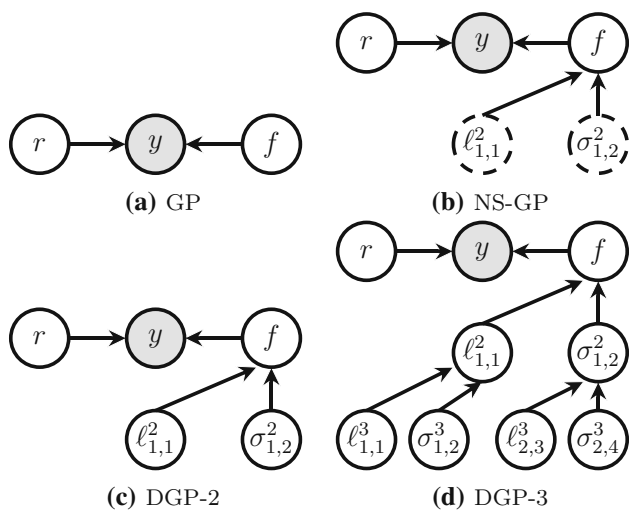 r y f
(a) GP
r y f
ℓ²₁,₁ σ²₁,₂
(b) NS-GP
r y f
ℓ²₁,₁ σ²₁,₂
(c) DGP-2
r y f
ℓ²₁,₁ σ²₁,₂
ℓ³₁,₁ σ³₁,₂ ℓ³₂,₃ σ³₂,₄
(d) DGP-3